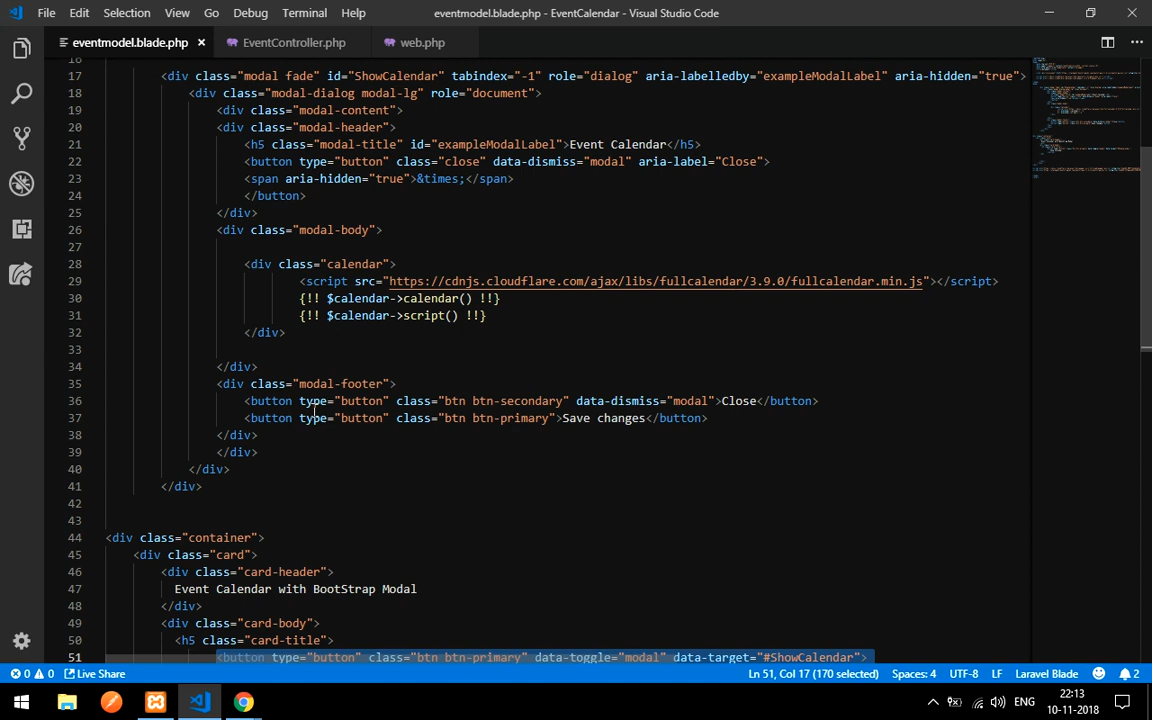 File Edit Selection View Go Debug Terminal Help eventmodel.blade.php - EventCalendar - Visual Studio Code
eventmodel.blade.php × EventController.php web.php
16
17 <div class="modal fade" id="ShowCalendar" tabindex="-1" role="dialog" aria-labelledby="exampleModalLabel" aria-hidden="true">
18 <div class="modal-dialog modal-lg" role="document">
19 <div class="modal-content">
20 <div class="modal-header">
21 <h5 class="modal-title" id="exampleModalLabel">Event Calendar</h5>
22 <button type="button" class="close" data-dismiss="modal" aria-label="Close">
23 <span aria-hidden="true">&times;</span>
24 </button>
25 </div>
26 <div class="modal-body">
27
28 <div class="calendar">
29 <script src="https://cdnjs.cloudflare.com/ajax/libs/fullcalendar/3.9.0/fullcalendar.min.js"></script>
30 {!! $calendar->calendar() !!}
31 {!! $calendar->script() !!}
32 </div>
33
34 </div>
35 <div class="modal-footer">
36 <button type="button" class="btn btn-secondary" data-dismiss="modal">Close</button>
37 <button type="button" class="btn btn-primary">Save changes</button>
38 </div>
39 </div>
40 </div>
41 </div>
42
43
44 <div class="container">
45 <div class="card">
46 <div class="card-header">
47 Event Calendar with BootStrap Modal
48 </div>
49 <div class="card-body">
50 <h5 class="card-title">
51 <button type="button" class="btn btn-primary" data-toggle="modal" data-target="#ShowCalendar">
0 0 Live Share Ln 51, Col 17 (170 selected) Spaces: 4 UTF-8 LF Laravel Blade 2
ENG 22:13
10-11-2018